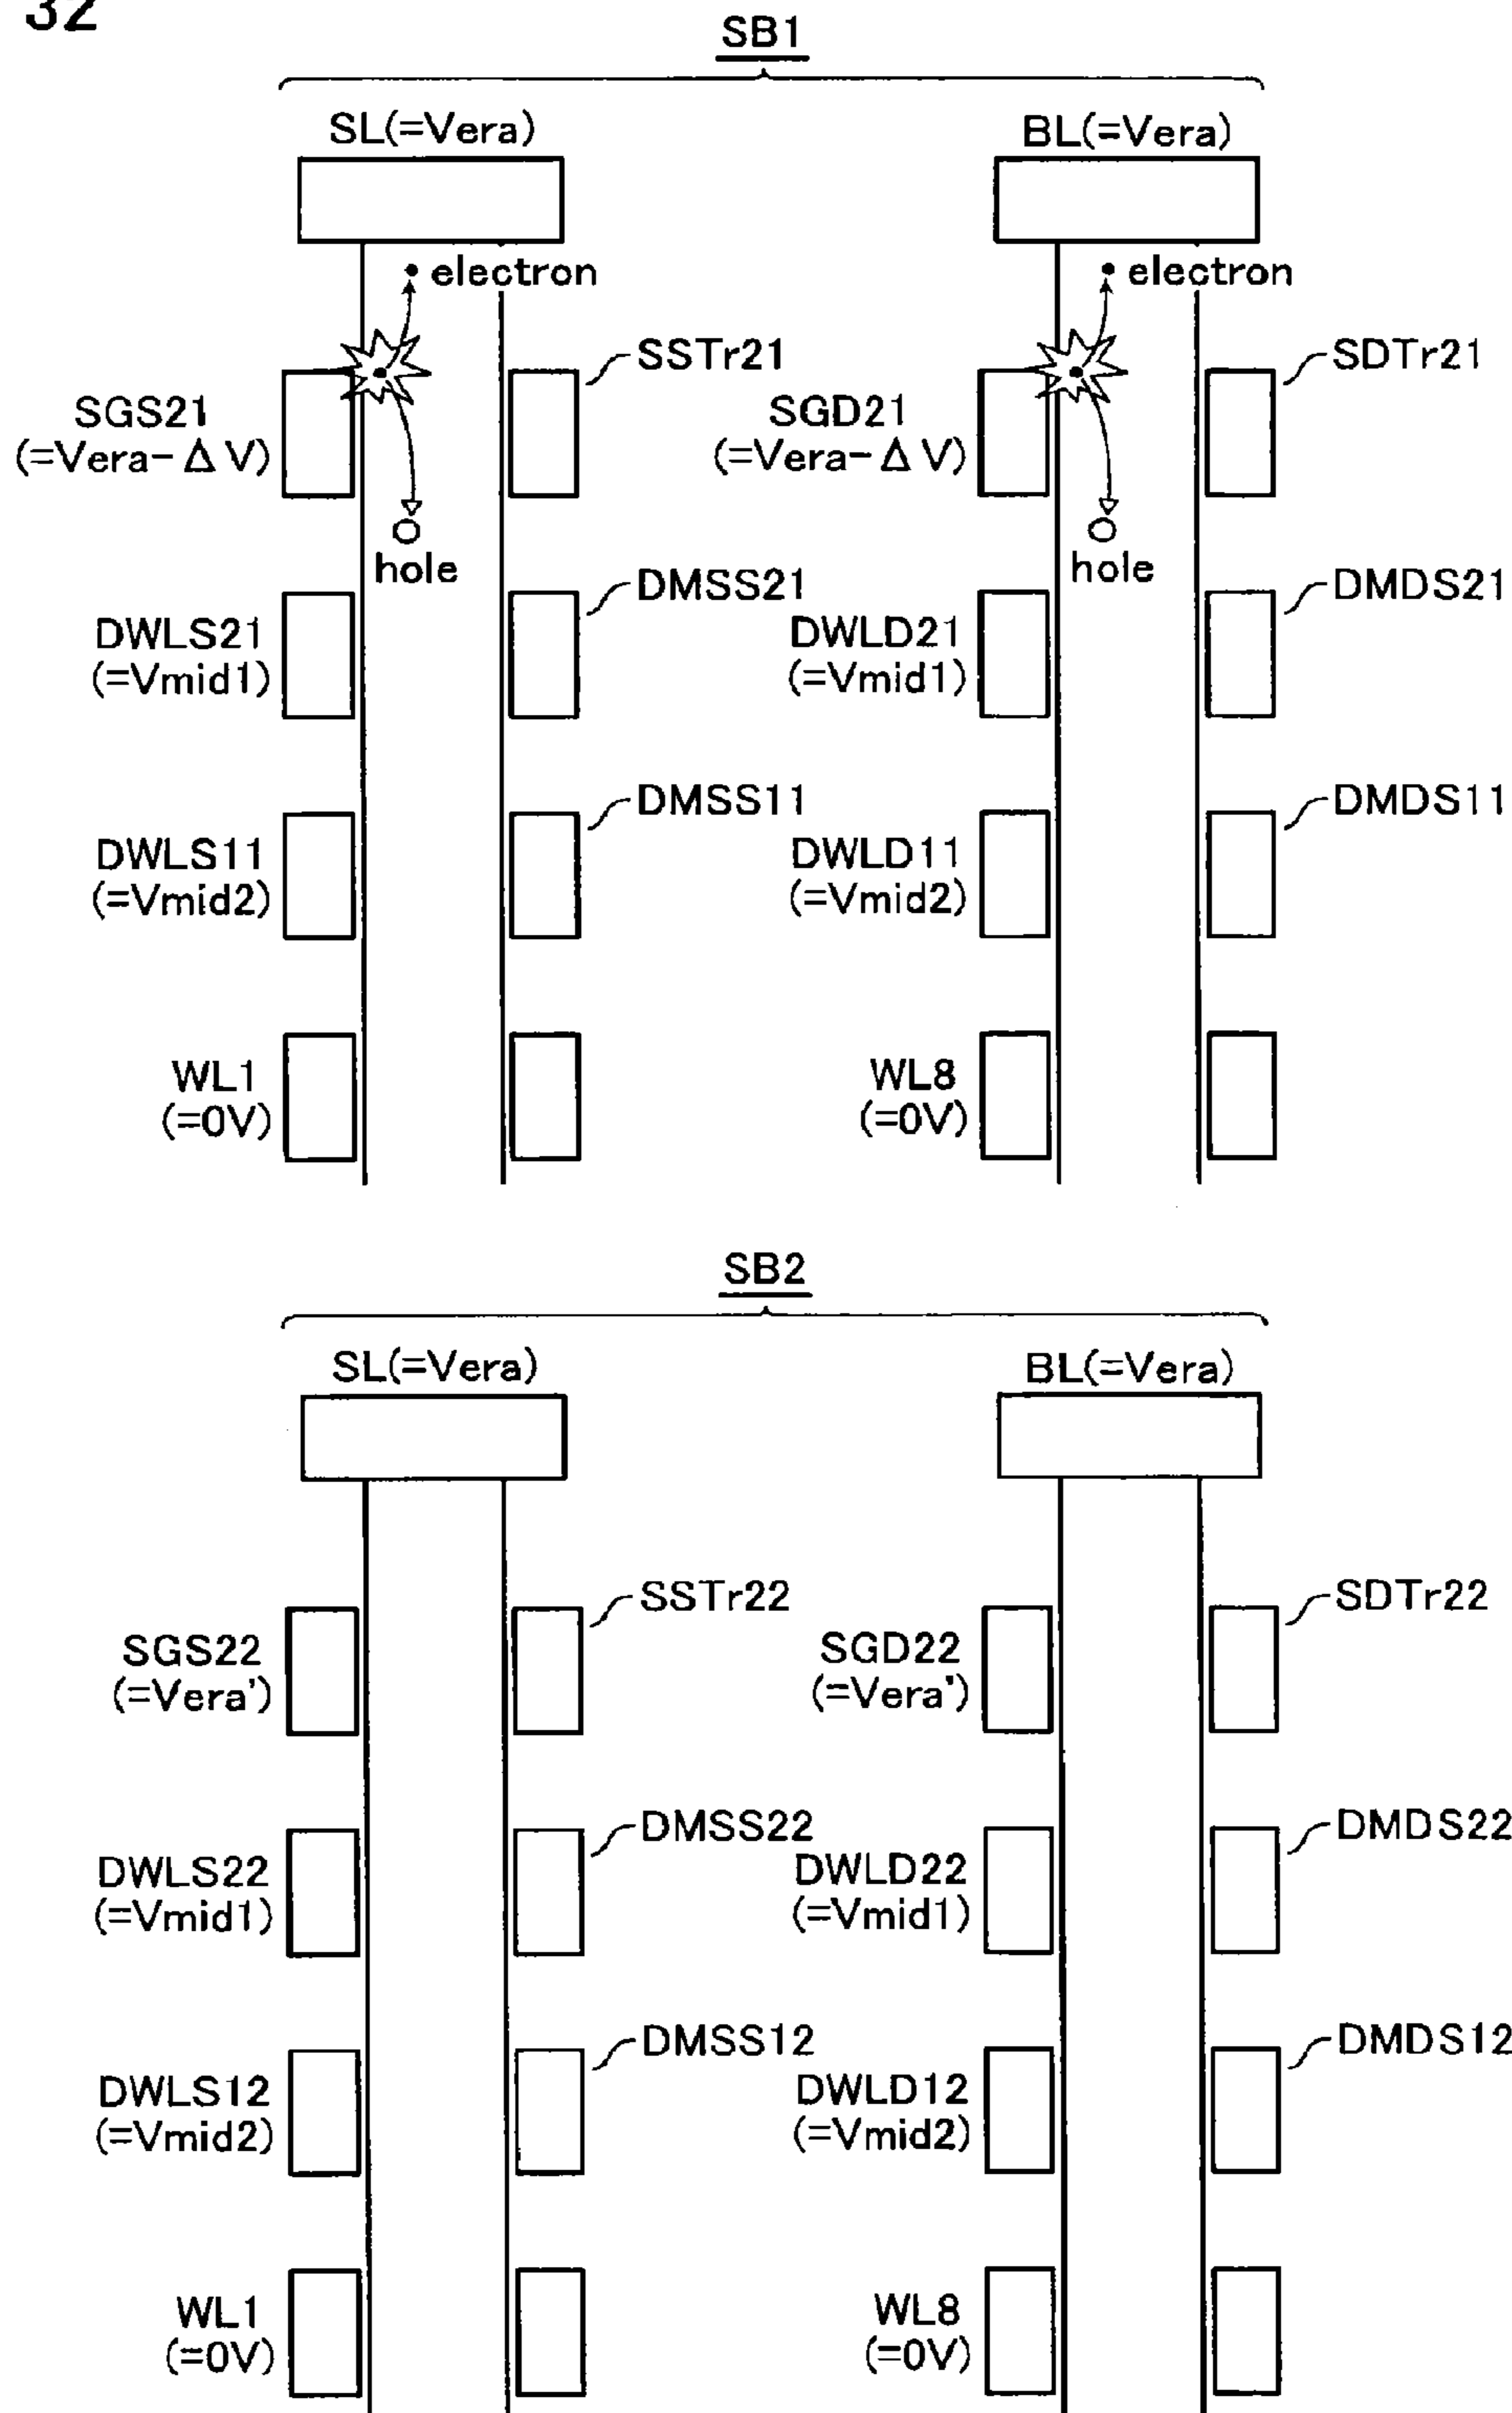 32
SB1
SL(=Vera)
BL(=Vera)
electron
electron
SSTr21
SDTr21
SGS21
(=Vera-ΔV)
SGD21
(=Vera-ΔV)
hole
hole
DMSS21
DMDS21
DWLS21
(=Vmid1)
DWLD21
(=Vmid1)
DMSS11
DMDS11
DWLS11
(=Vmid2)
DWLD11
(=Vmid2)
WL1
(=0V)
WL8
(=0V)
SB2
SL(=Vera)
BL(=Vera)
SSTr22
SDTr22
SGS22
(=Vera')
SGD22
(=Vera')
DMSS22
DMDS22
DWLS22
(=Vmid1)
DWLD22
(=Vmid1)
DMSS12
DMDS12
DWLS12
(=Vmid2)
DWLD12
(=Vmid2)
WL1
(=0V)
WL8
(=0V)